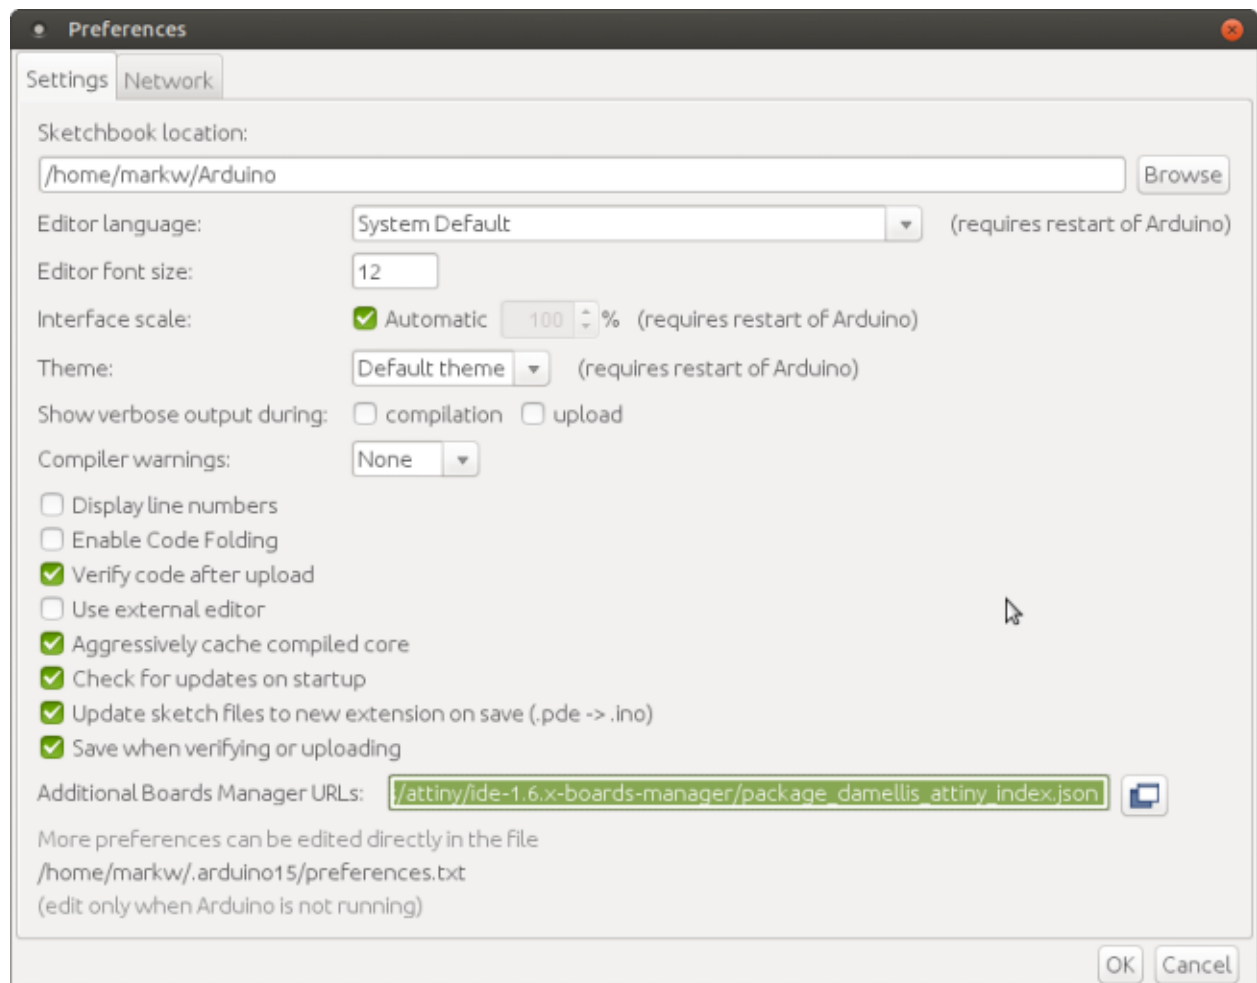 Preferences
Settings Network
Sketchbook location:
/home/markw/Arduino Browse
Editor language: System Default (requires restart of Arduino)
Editor font size: 12
Interface scale: Automatic 100 % (requires restart of Arduino)
Theme: Default theme (requires restart of Arduino)
Show verbose output during: compilation upload
Compiler warnings: None
Display line numbers
Enable Code Folding
Verify code after upload
Use external editor
Aggressively cache compiled core
Check for updates on startup
Update sketch files to new extension on save (.pde -> .ino)
Save when verifying or uploading
Additional Boards Manager URLs: /attiny/ide-1.6.x-boards-manager/package_damellis_attiny_index.json
More preferences can be edited directly in the file
/home/markw/.arduino15/preferences.txt
(edit only when Arduino is not running)
OK Cancel